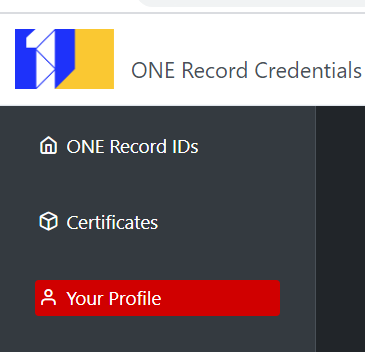 ONE Record Credentials
ONE Record IDs
Certificates
Your Profile